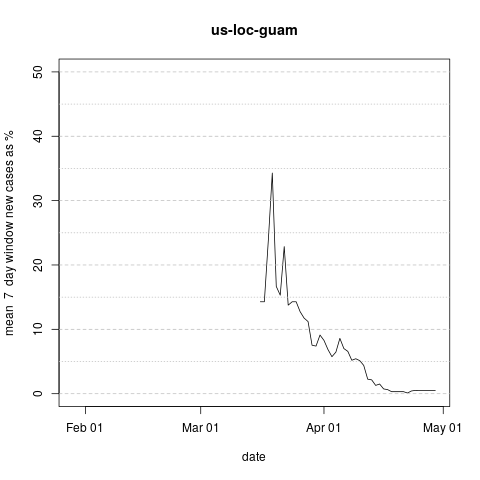 us-loc-guam
mean 7 day window new cases as %
50
40
30
20
10
0
Feb 01
Mar 01
Apr 01
May 01
date